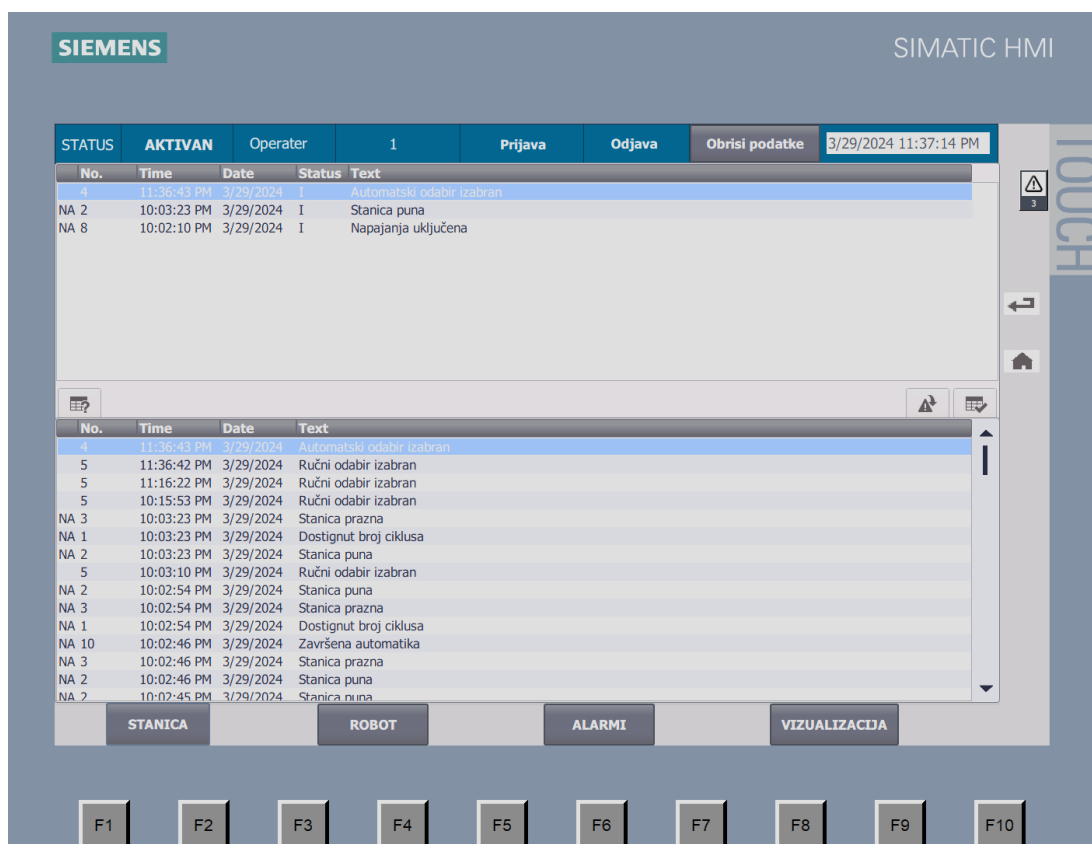 SIEMENS SIMATIC HMI
TOUCH
STATUS AKTIVAN Operater 1 Prijava Odjava Obrisi podatke 3/29/2024 11:37:14 PM
No. Time Date Status Text
4 11:36:43 PM 3/29/2024 I Automatski odabir izabran
NA 2 10:03:23 PM 3/29/2024 I Stanica puna
NA 8 10:02:10 PM 3/29/2024 I Napajanja uključena
3
No. Time Date Text
4 11:36:43 PM 3/29/2024 Automatski odabir izabran
5 11:36:42 PM 3/29/2024 Ručni odabir izabran
5 11:16:22 PM 3/29/2024 Ručni odabir izabran
5 10:15:53 PM 3/29/2024 Ručni odabir izabran
NA 3 10:03:23 PM 3/29/2024 Stanica prazna
NA 1 10:03:23 PM 3/29/2024 Dostignut broj ciklusa
NA 2 10:03:23 PM 3/29/2024 Stanica puna
5 10:03:10 PM 3/29/2024 Ručni odabir izabran
NA 2 10:02:54 PM 3/29/2024 Stanica puna
NA 3 10:02:54 PM 3/29/2024 Stanica prazna
NA 1 10:02:54 PM 3/29/2024 Dostignut broj ciklusa
NA 10 10:02:46 PM 3/29/2024 Završena automatika
NA 3 10:02:46 PM 3/29/2024 Stanica prazna
NA 2 10:02:46 PM 3/29/2024 Stanica puna
NA 2 10:02:45 PM 3/29/2024 Stanica puna
STANICA ROBOT ALARMI VIZUALIZACIJA
F1 F2 F3 F4 F5 F6 F7 F8 F9 F10